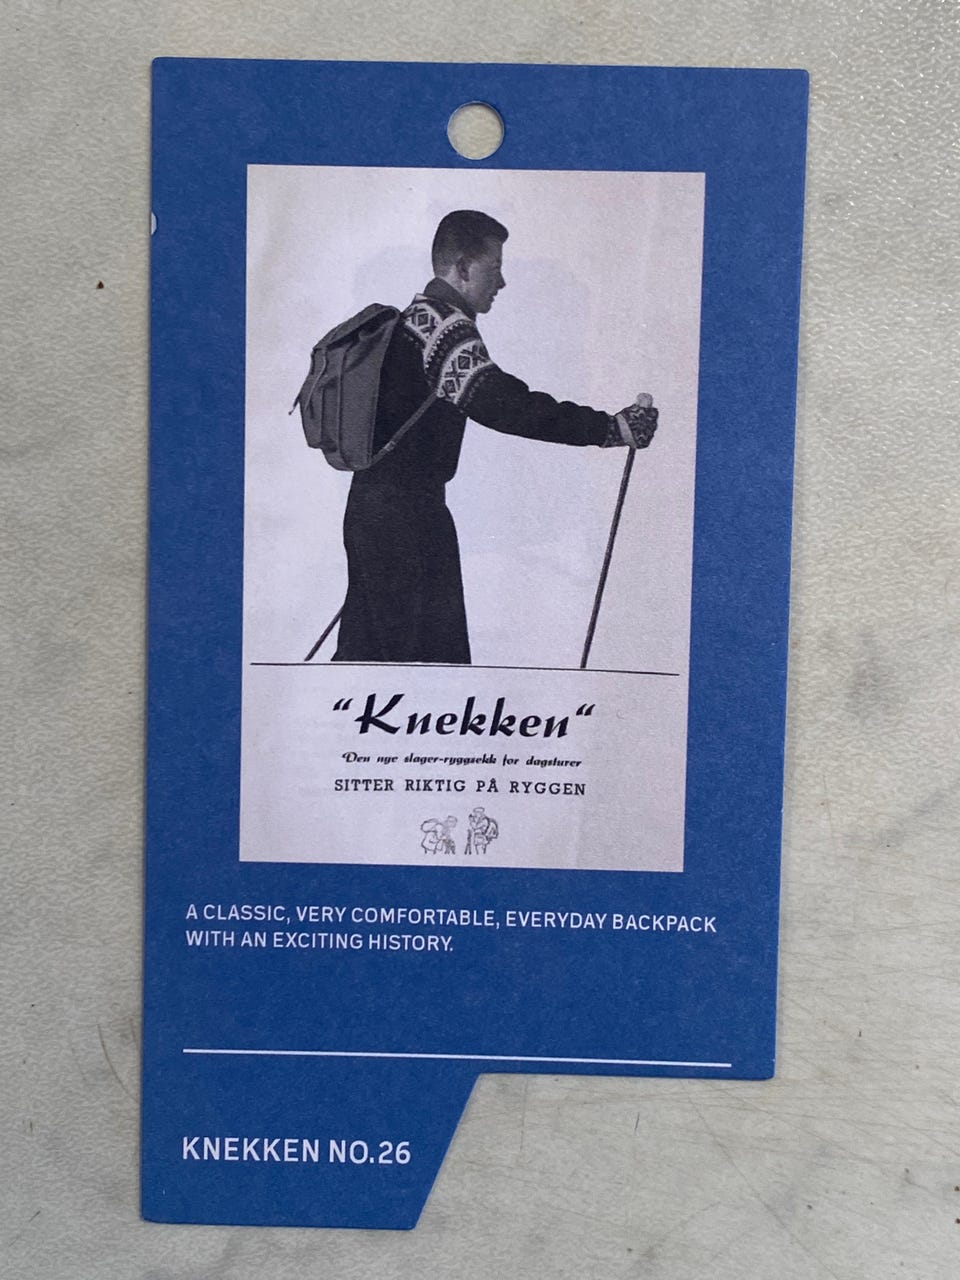 “Knekken“
Den nye slager-ryggsekk for dagsturer
SITTER RIKTIG PÅ RYGGEN
A CLASSIC, VERY COMFORTABLE, EVERYDAY BACKPACK
WITH AN EXCITING HISTORY.
KNEKKEN NO.26